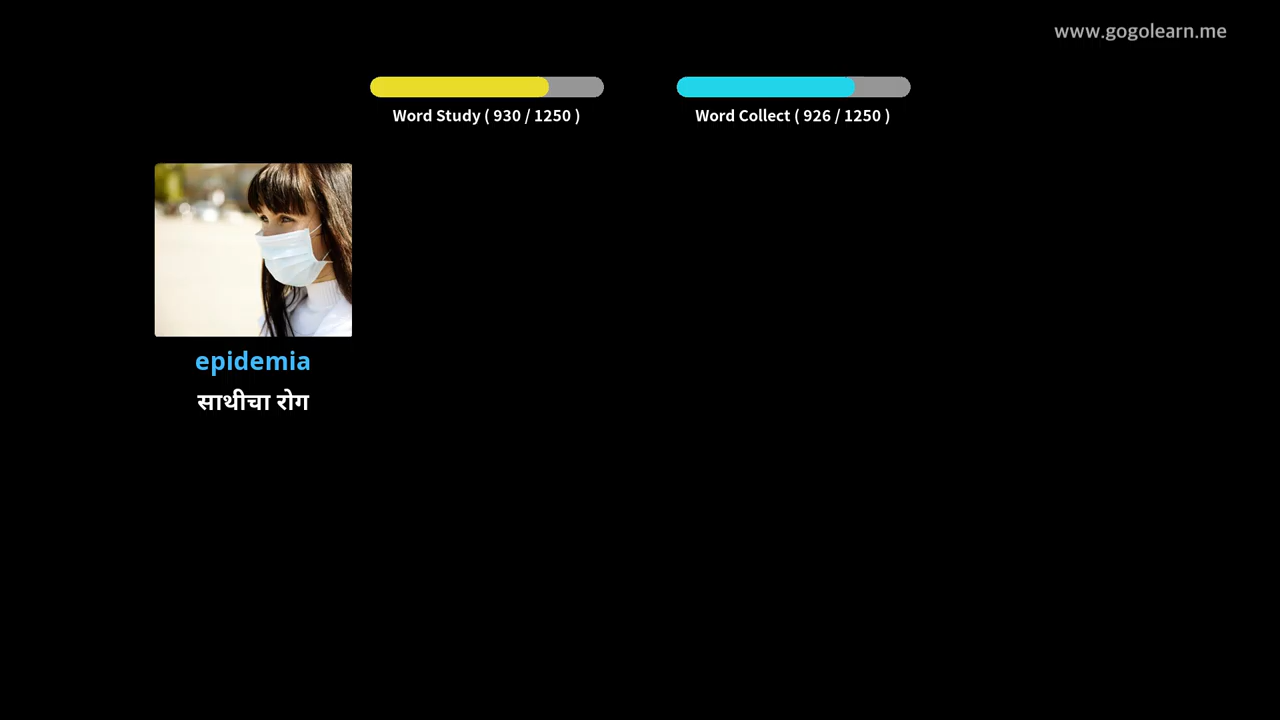 www.gogolearn.me
Word Study ( 930 / 1250 )
Word Collect ( 926 / 1250 )
epidemia
साथीचा रोग